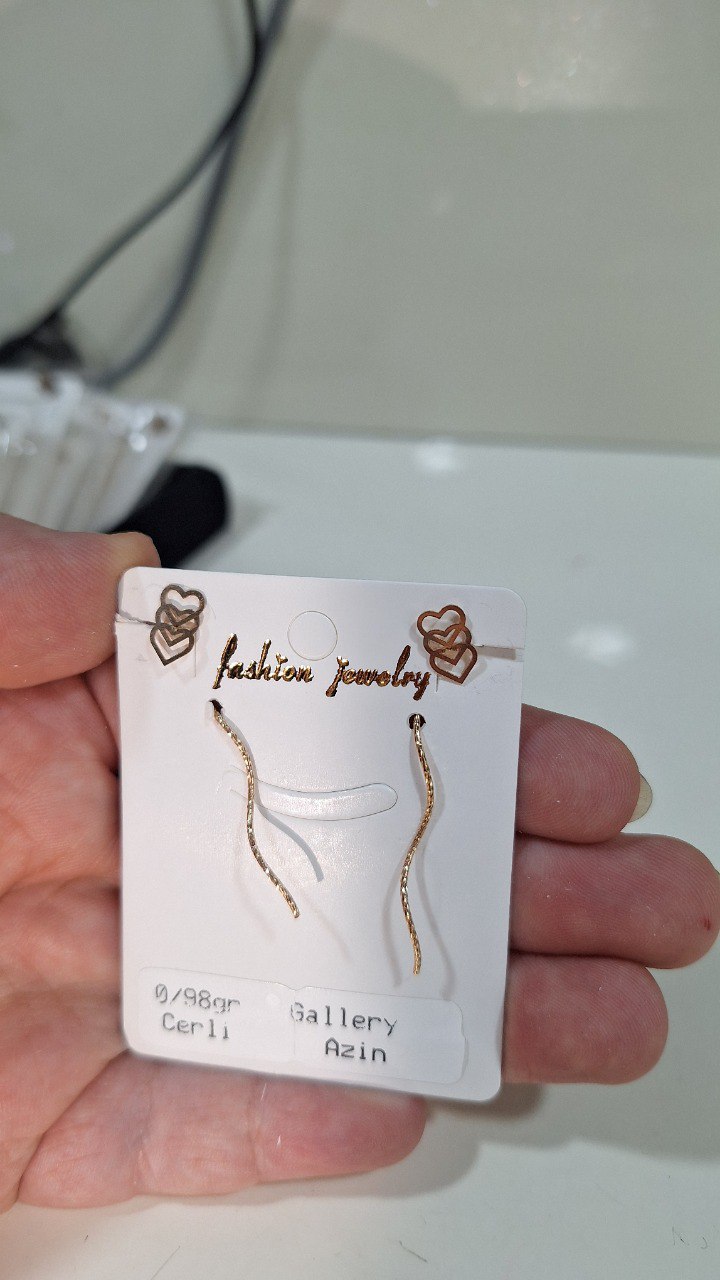 fashion jewelry
0/98gr
Cerli
Gallery
Azin